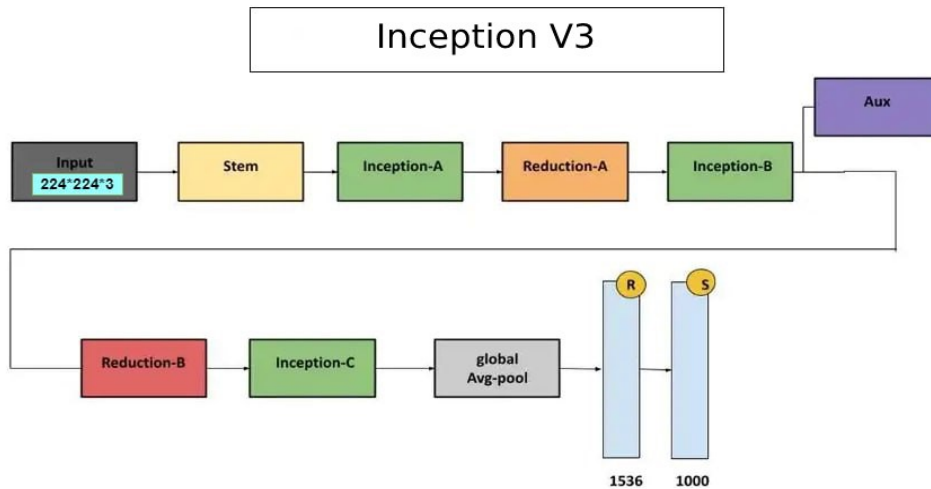 Inception V3
Aux
Input
224*224*3
Stem
Inception-A
Reduction-A
Inception-B
Reduction-B
Inception-C
global
Avg-pool
R
S
1536
1000